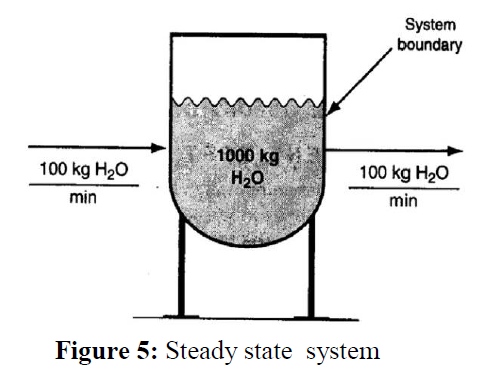 System
boundary
1000 kg
H₂O
100 kg H₂O
min
100 kg H₂O
min
Figure 5: Steady state system